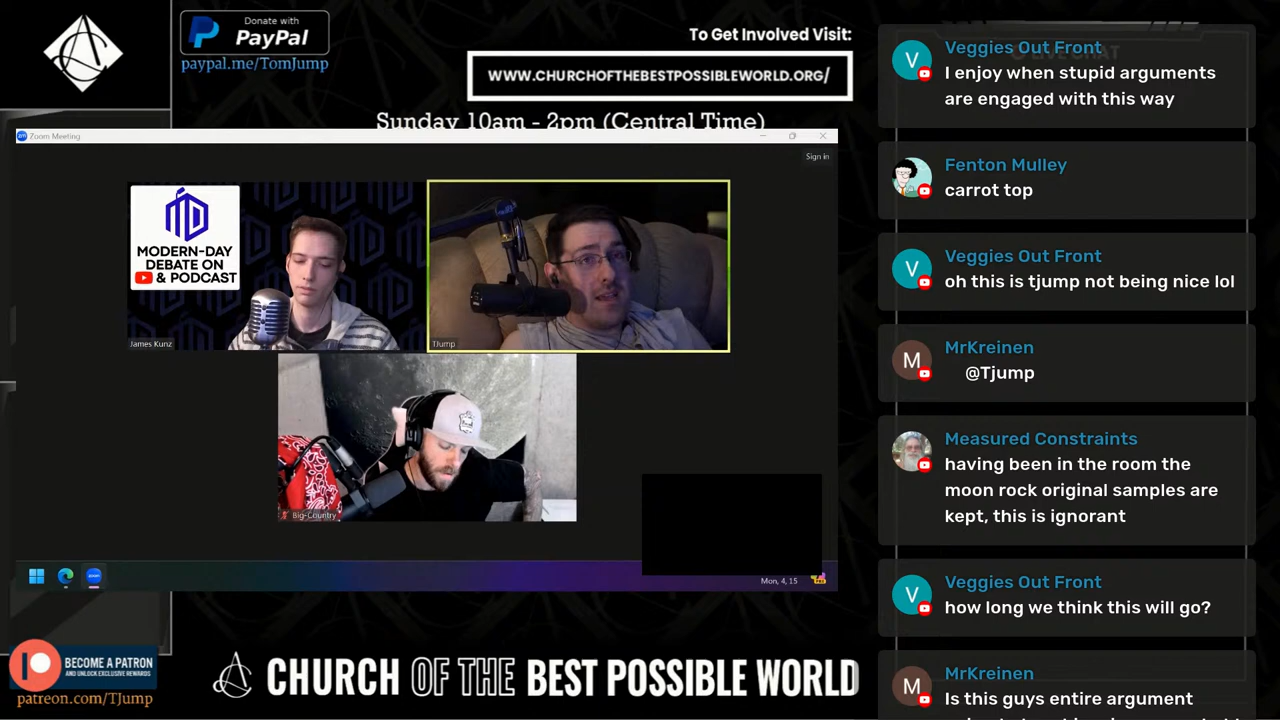 Donate with
PayPal
paypal.me/TomJump
To Get Involved Visit:
WWW.CHURCHOFTHEBESTPOSSIBLEWORLD.ORG/
Sunday 10am - 2pm (Central Time)
zm Zoom Meeting
Sign in
MODERN-DAY
DEBATE ON
& PODCAST
James Kunz
TJump
Big-Country
Mon, 4, 15
BECOME A PATRON
AND UNLOCK EXCLUSIVE REWARDS
patreon.com/TJump
CHURCH OF THE BEST POSSIBLE WORLD
Veggies Out Front
I enjoy when stupid arguments
are engaged with this way
Fenton Mulley
carrot top
Veggies Out Front
oh this is tjump not being nice lol
MrKreinen
@Tjump
Measured Constraints
having been in the room the
moon rock original samples are
kept, this is ignorant
Veggies Out Front
how long we think this will go?
MrKreinen
Is this guys entire argument